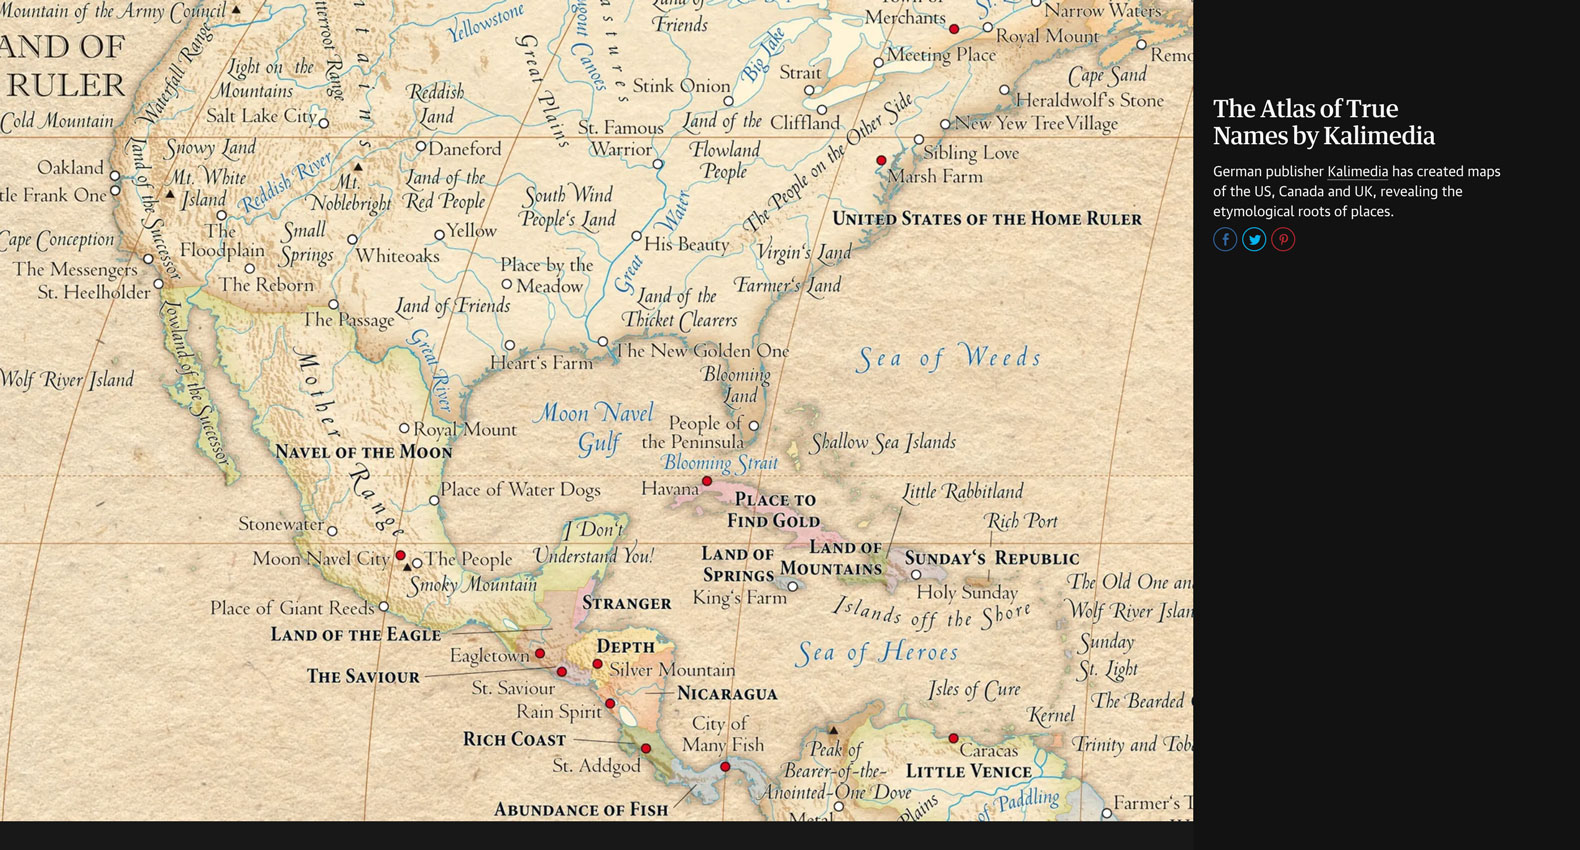 Mountain of the Army Council
AND OF
RULER
Waterfall Range
Cold Mountain
Light on the
Mountains
Salt Lake City
Yellowstone
Great Plains
Reddish
Land
Land of
Friends
Big Lake
Stink Onion
Strait
Merchants
Meeting Place
Royal Mount
Narrow Waters
Cape Sand
Heraldwolf's Stone
New Yew TreeVillage
Cliffland
Land of the
Flowland
People
St. Famous
Warrior
The People on the Other Side
Sibling Love
Marsh Farm
UNITED STATES OF THE HOME RULER
Oakland
tle Frank One
Land of the Successor
Snowy Land
Mt. White
Island
Reddish River
Mt.
Noblebright
Daneford
Land of the
Red People
South Wind
People's Land
Great Water
Virgin's Land
Farmer's Land
Cape Conception
The Messengers
St. Heelholder
The
Floodplain
Small
Springs
Whiteoaks
Yellow
His Beauty
The Reborn
Place by the
Meadow
Land of Friends
Land of the
Thicket Clearers
The Passage
Heart's Farm
The New Golden One
Blooming
Land
Sea of Weeds
Wolf River Island
Lowland of the Successor
Mother Range
Great River
Royal Mount
NAVEL OF THE MOON
Moon Navel
Gulf
People of
the Peninsula
Blooming Strait
Shallow Sea Islands
Havana
PLACE TO
FIND GOLD
Little Rabbitland
Rich Port
Place of Water Dogs
Stonewater
Moon Navel City
The People
Smoky Mountain
I Don't
Understand You!
LAND OF
SPRINGS
LAND OF
MOUNTAINS
SUNDAY'S REPUBLIC
King's Farm
Holy Sunday
Islands off the Shore
The Old One an
Wolf River Islan
Sunday
St. Light
The Bearded
Place of Giant Reeds
STRANGER
LAND OF THE EAGLE
Eagletown
DEPTH
Silver Mountain
THE SAVIOUR
St. Saviour
NICARAGUA
Rain Spirit
Sea of Heroes
Isles of Cure
Kernel
Trinity and Tob
RICH COAST
St. Addgod
City of
Many Fish
ABUNDANCE OF FISH
Peak of
Bearer-of-the-
Anointed-One Dove
Caracas
LITTLE VENICE
Plains
of Paddling
Farmer's T
The Atlas of True
Names by Kalimedia
German publisher Kalimedia has created maps
of the US, Canada and UK, revealing the
etymological roots of places.